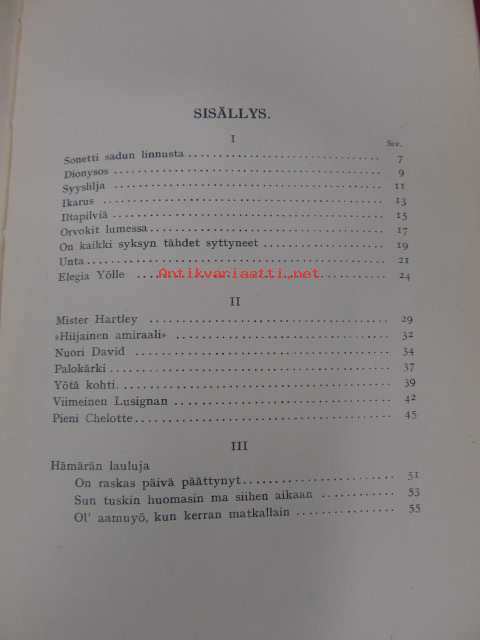 SISÄLLYS.
I
Siv.
Sonetti sadun linnusta 7
Dionysos 9
Syyslilja 11
Ikarus 13
Iltapilviä 15
Orvokit lumessa 17
On kaikki syksyn tähdet syttyneet 19
Unta 21
Elegia Yölle 24
Antikvariaatti.net
II
Mister Hartley 29
»Hiljainen amiraali» 32
Nuori David 34
Palokärki 37
Yötä kohti 39
Viimeinen Lusignan 42
Pieni Chelotte 45
III
Hämärän lauluja
On raskas päivä päättynyt 51
Sun tuskin huomasin ma siihen aikaan 53
Ol' aamuyö, kun kerran matkallain 55